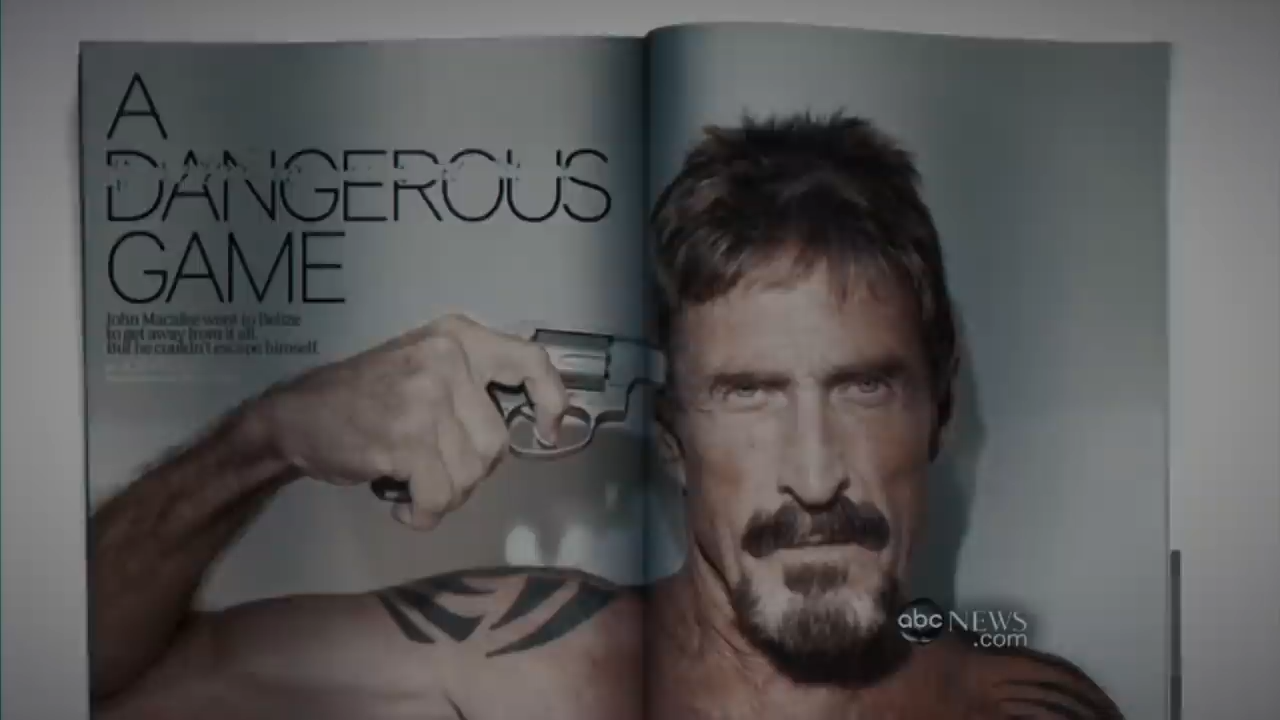 A
DANGEROUS
GAME
John Macafee went to Belize
to get away from it all.
But he couldn't escape himself.
abc NEWS
.com